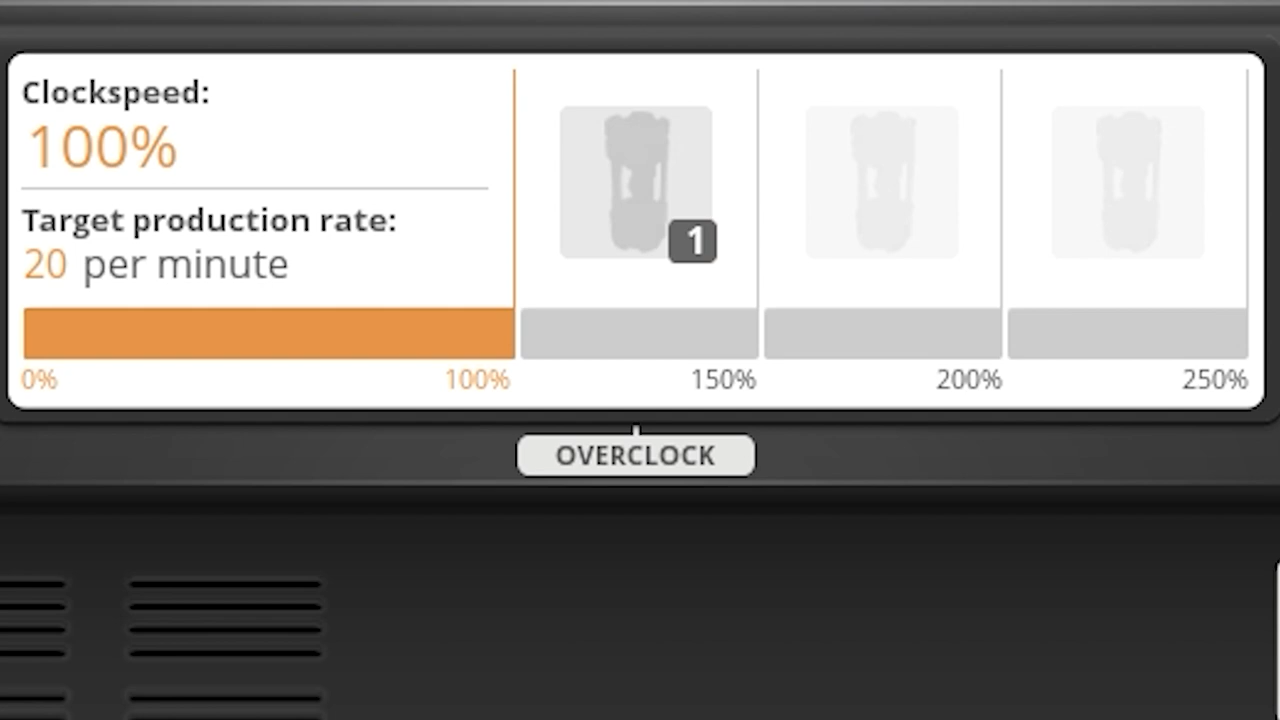 Clockspeed:
100%
Target production rate:
20 per minute
1
0% 100% 150% 200% 250%
OVERCLOCK